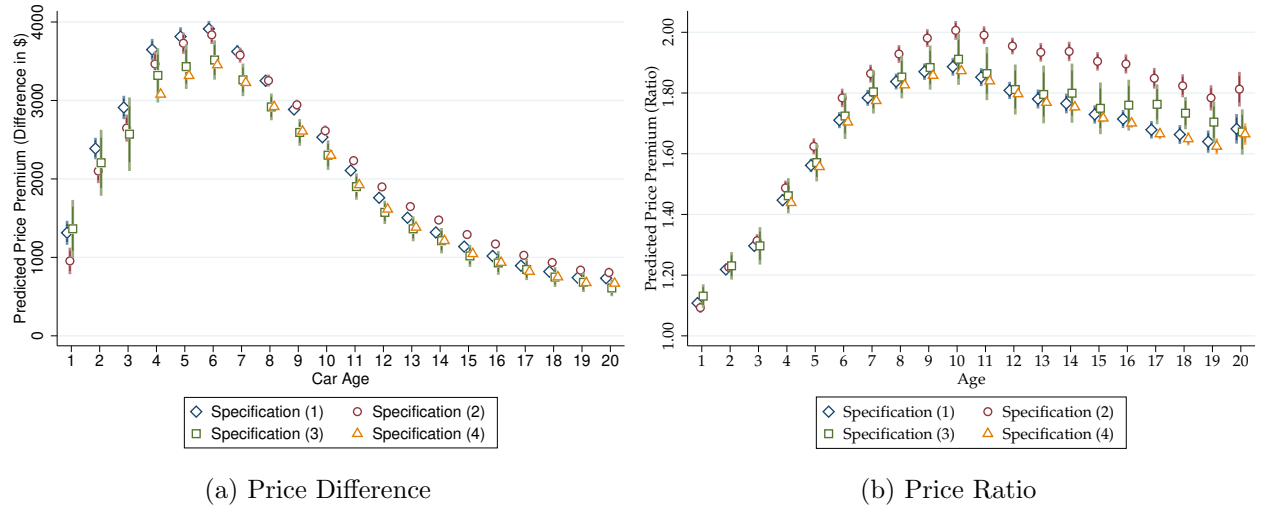 Predicted Price Premium (Difference in $)
4000
3000
2000
1000
0
1 2 3 4 5 6 7 8 9 10 11 12 13 14 15 16 17 18 19 20
Car Age
Specification (1) Specification (2)
Specification (3) Specification (4)
(a) Price Difference
Predicted Price Premium (Ratio)
2.00
1.80
1.60
1.40
1.20
1.00
1 2 3 4 5 6 7 8 9 10 11 12 13 14 15 16 17 18 19 20
Age
Specification (1) Specification (2)
Specification (3) Specification (4)
(b) Price Ratio